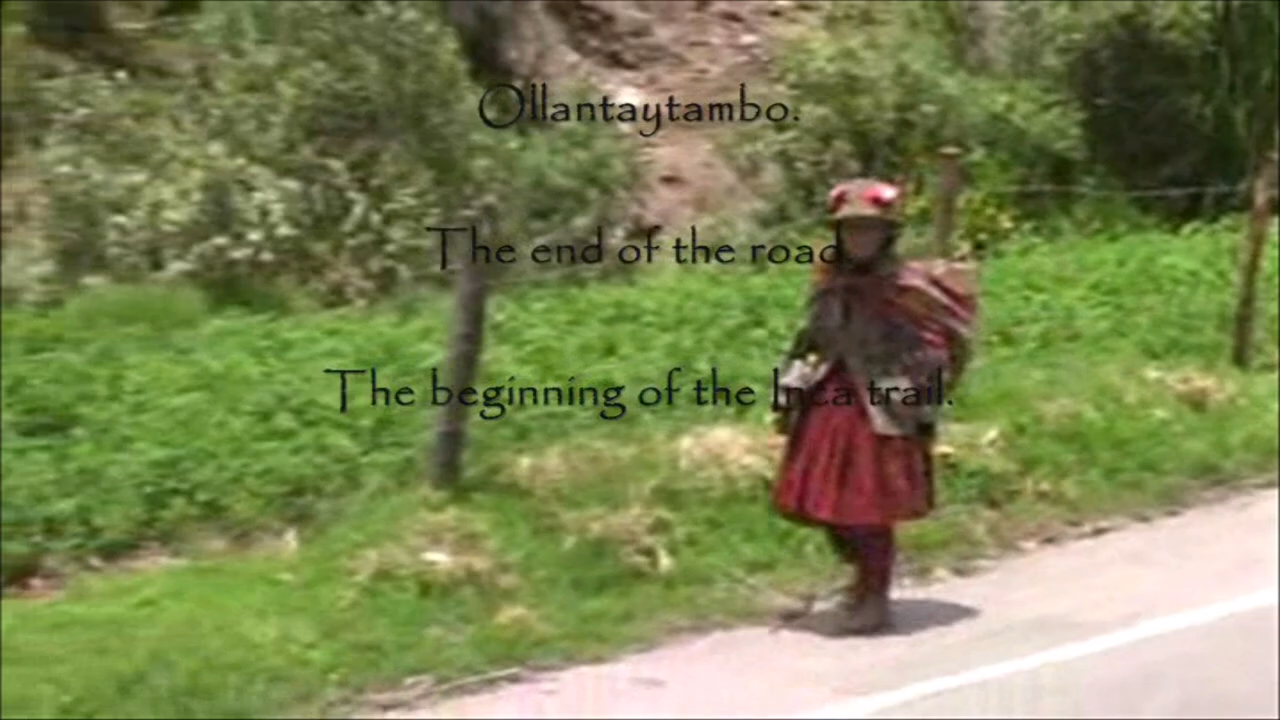 Ollantaytambo.
The end of the road
The beginning of the Inca trail.